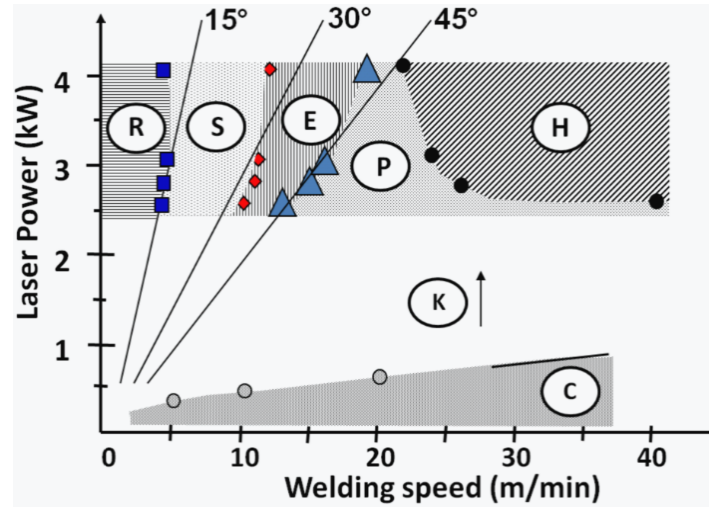 15° 30° 45°
4
3
2
1
Laser Power (kW)
R
S
E
P
H
K
C
0 10 20 30 40
Welding speed (m/min)